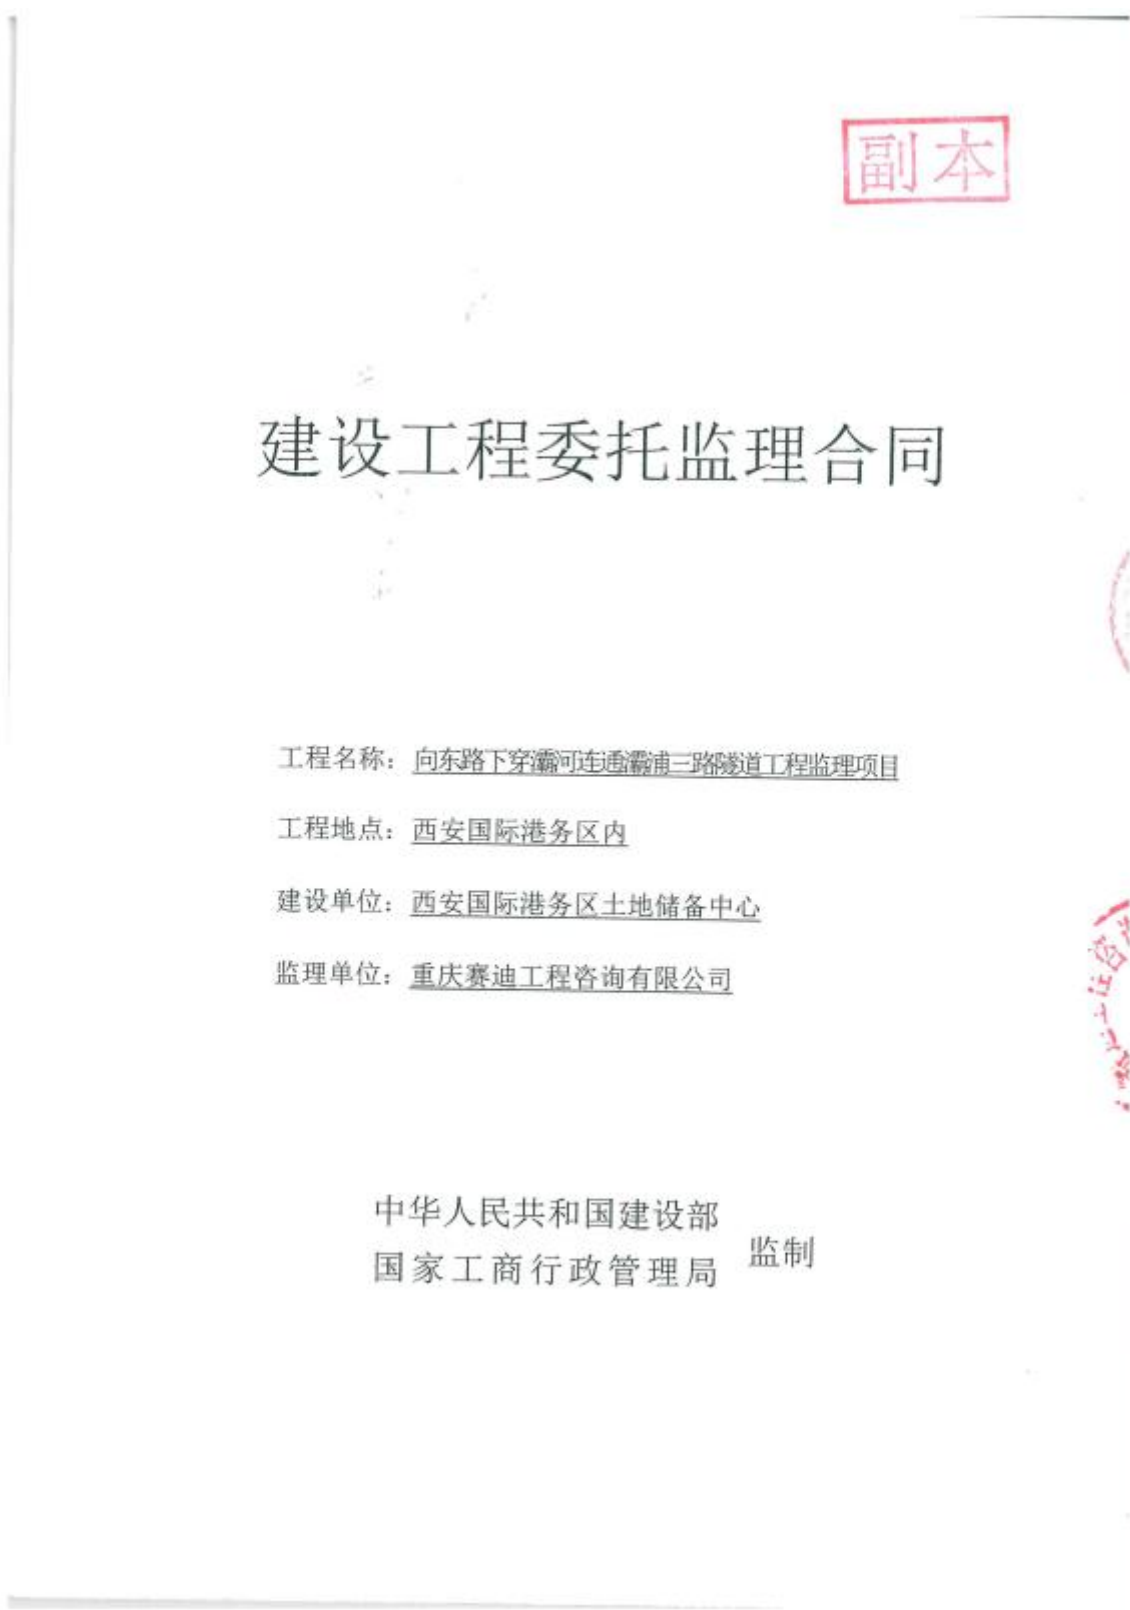 副本
建设工程委托监理合同
工程名称：向东路下穿灞河连通灞浦三路隧道工程监理项目
工程地点：西安国际港务区内
建设单位：西安国际港务区土地储备中心
监理单位：重庆赛迪工程咨询有限公司
中华人民共和国建设部
国家工商行政管理局 监制